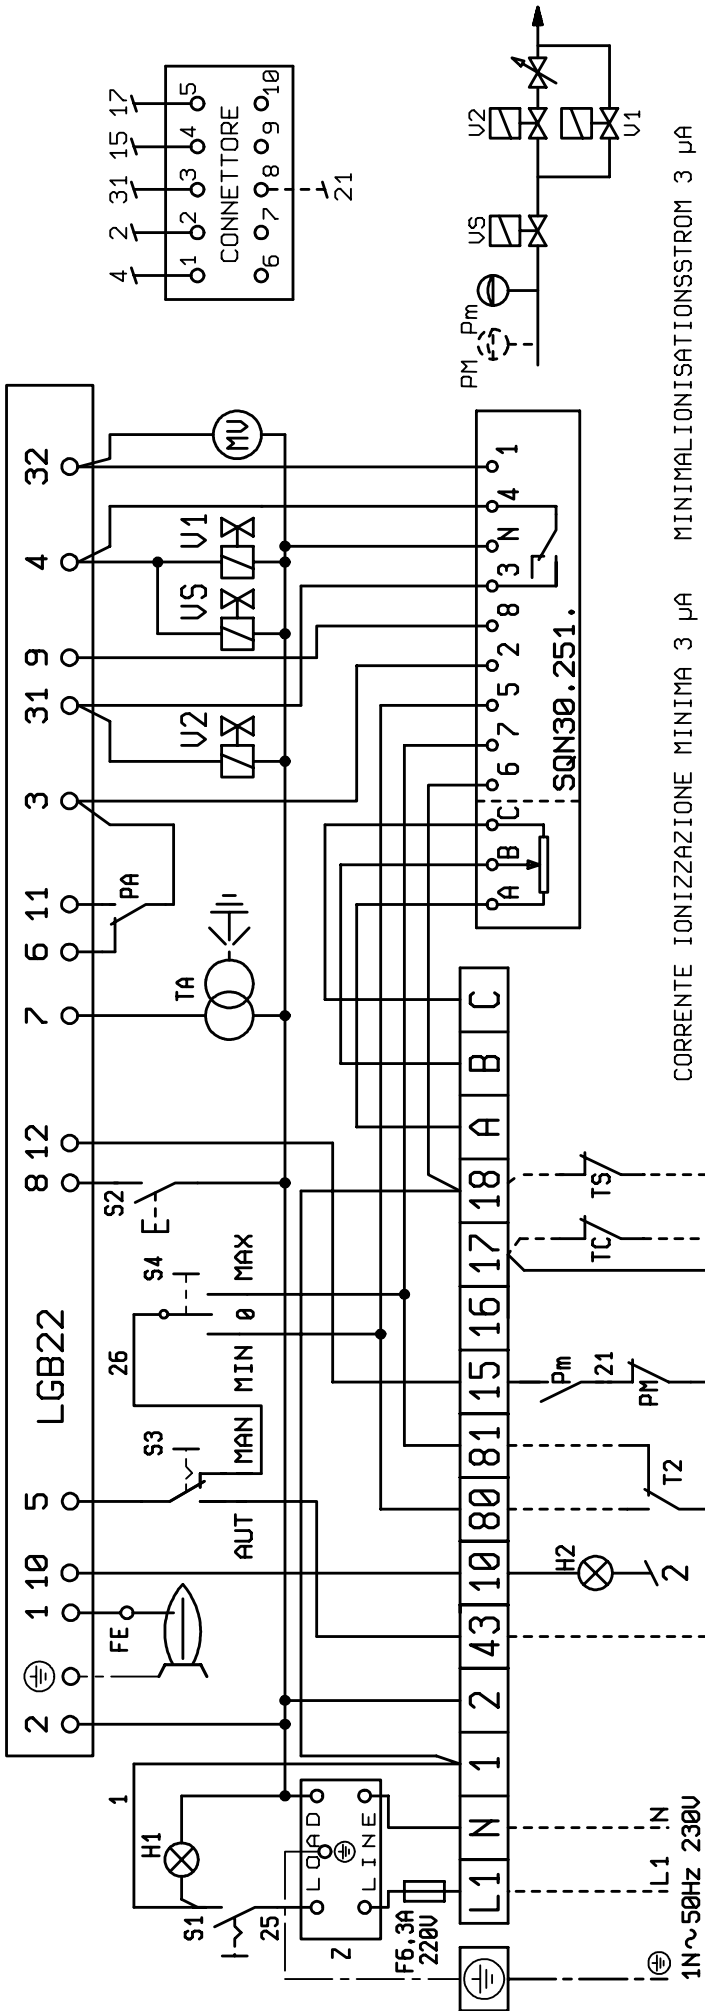 LGB22
2 1 10 5 8 12 7 6 11 3 31 9 4 32
FE
S3
26
S4
S2
E
TA
PA
V2
VS
V1
MV
AUT MAN MIN 0 MAX
1
H1
S1
25
LOAD
LINE
Z
F6.3A
220V
SQN30.251.
A B C 6 7 5 2 8 3 N 4 1
L1 N 1 2 43 10 80 81 15 16 17 18 A B C
H2
2
T2
Pm
21
PM
TC
TS
L1
N
1N~50Hz 230V
4 2 31 15 17
1 2 3 4 5
CONNETTORE
6 7 8 9 10
21
PM
Pm
VS
V2
V1
CORRENTE IONIZZAZIONE MINIMA 3 µA
MINIMALIONISATIONSSTROM 3 µA